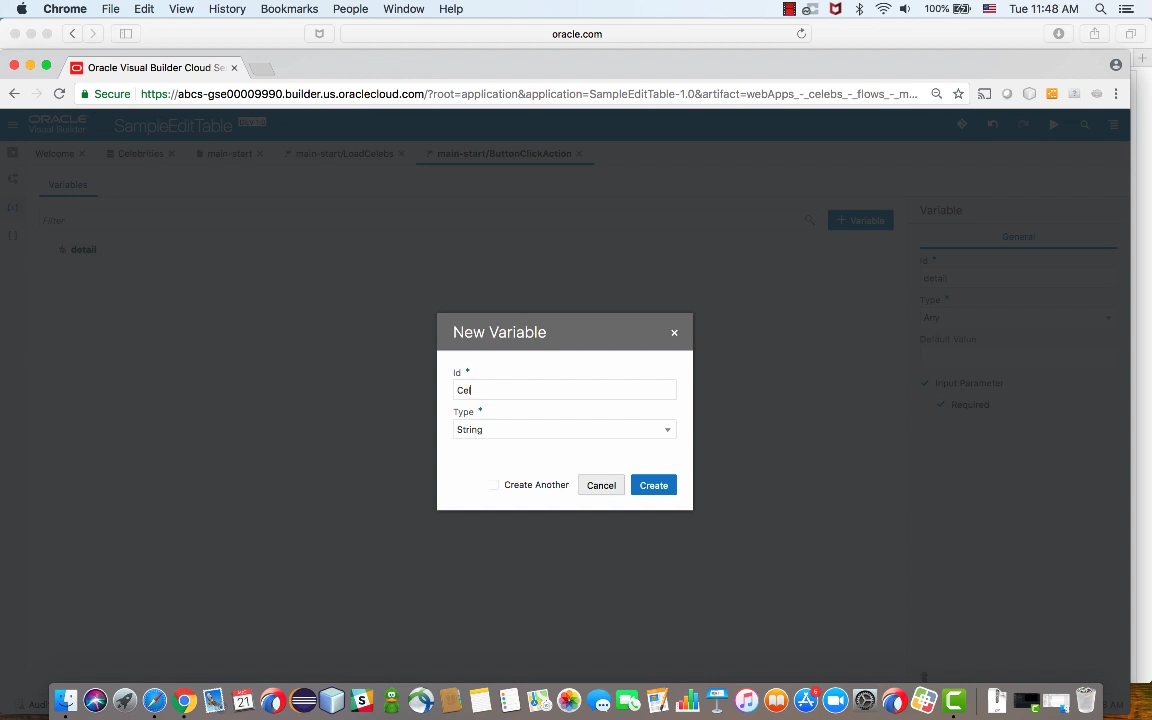 Chrome File Edit View History Bookmarks People Window Help 100% Tue 11:48 AM
oracle.com
Oracle Visual Builder Cloud Se
Secure https://abcs-gse00009990.builder.us.oraclecloud.com/?root=application&application=SampleEditTable-1.0&artifact=webApps_-_celebs_-_flows_-_m...
ORACLE
Visual Builder
SampleEditTable
Welcome Celebrities main-start main-start/LoadCelebs main-start/ButtonClickAction
Variables
Filter
+ Variable
detail
Variable
General
Id *
detail
Type *
Any
Default Value
Input Parameter
Required
New Variable
Id *
Cel
Type *
String
Create Another Cancel Create